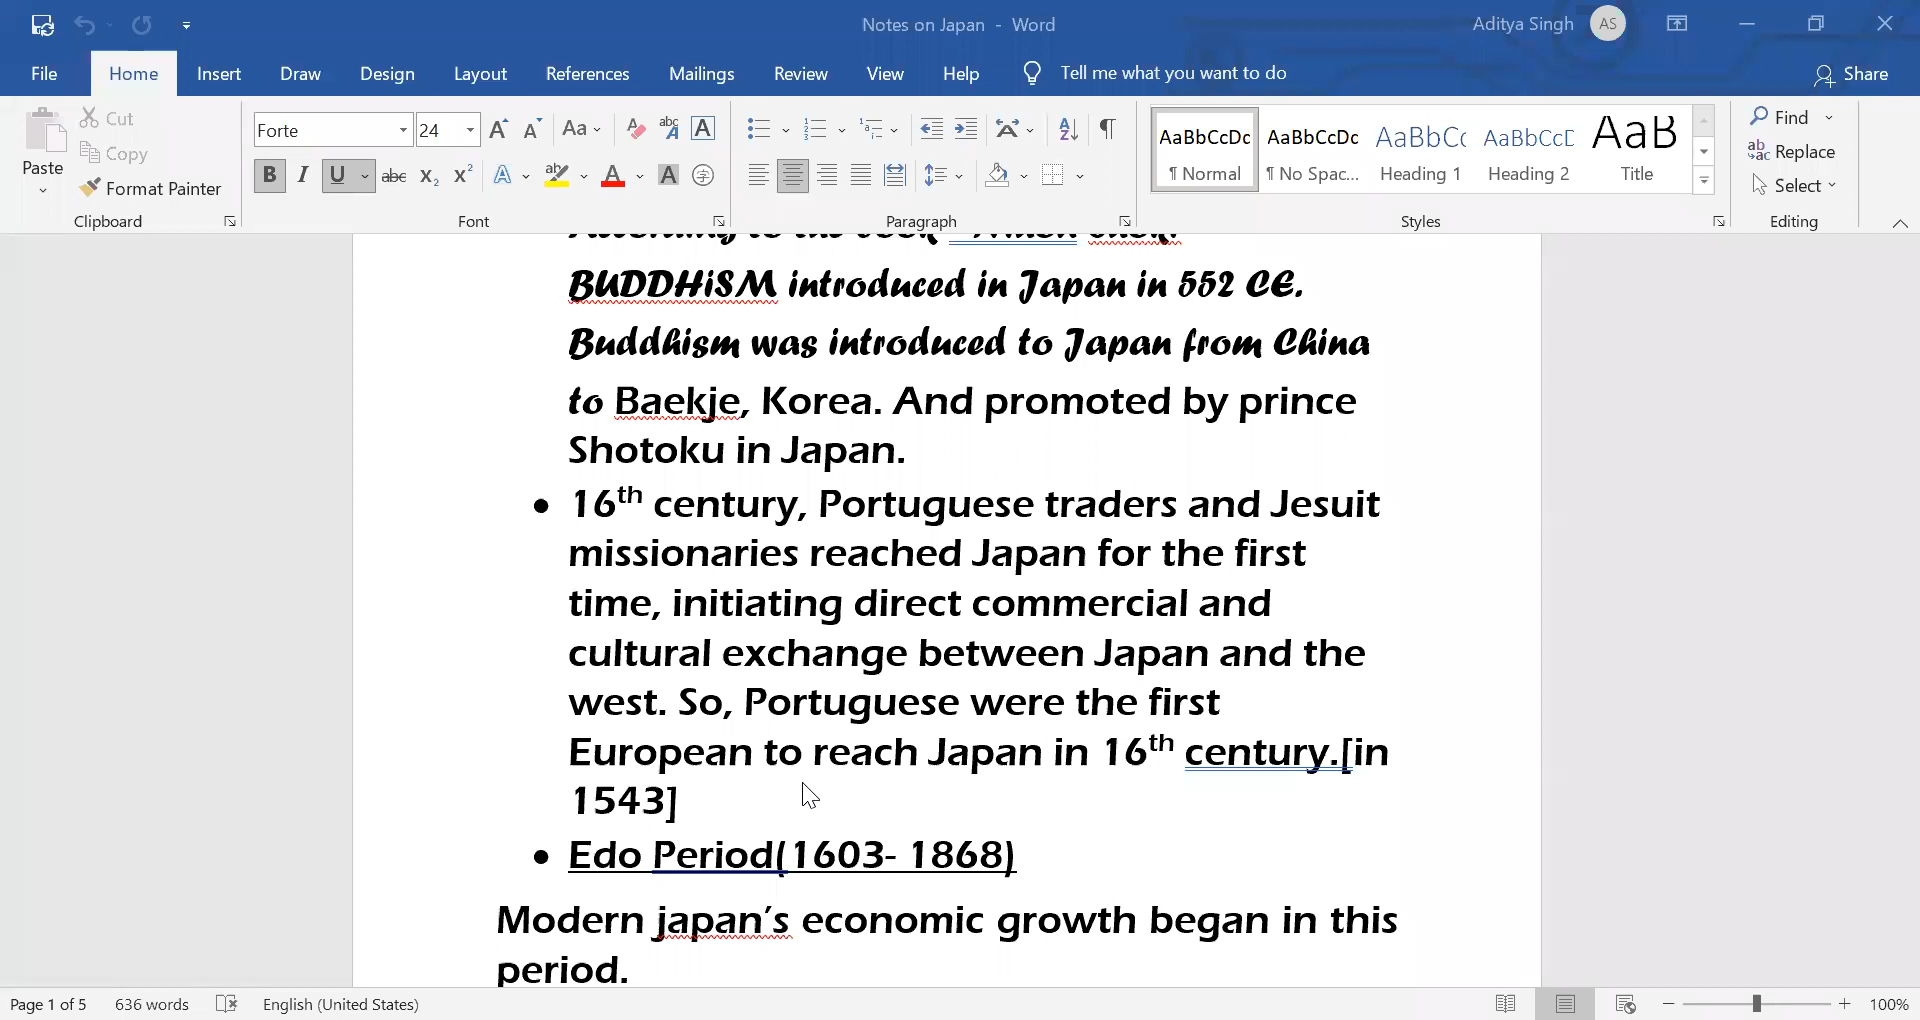 Notes on Japan - Word
Aditya Singh AS
File Home Insert Draw Design Layout References Mailings Review View Help Tell me what you want to do Share
Paste Cut Copy Format Painter Clipboard
Forte 24 Font
Paragraph
AaBbCcDc ¶ Normal AaBbCcDc ¶ No Spac... AaBbCc Heading 1 AaBbCcD Heading 2 AaB Title Styles
Find Replace Select Editing
BUDDHiSM introduced in Japan in 552 CE.
Buddhism was introduced to Japan from China
to Baekje, Korea. And promoted by prince
Shotoku in Japan.
• 16th century, Portuguese traders and Jesuit
missionaries reached Japan for the first
time, initiating direct commercial and
cultural exchange between Japan and the
west. So, Portuguese were the first
European to reach Japan in 16th century.[in
1543]
• Edo Period(1603- 1868)
Modern japan's economic growth began in this
period.
Page 1 of 5 636 words English (United States) 100%